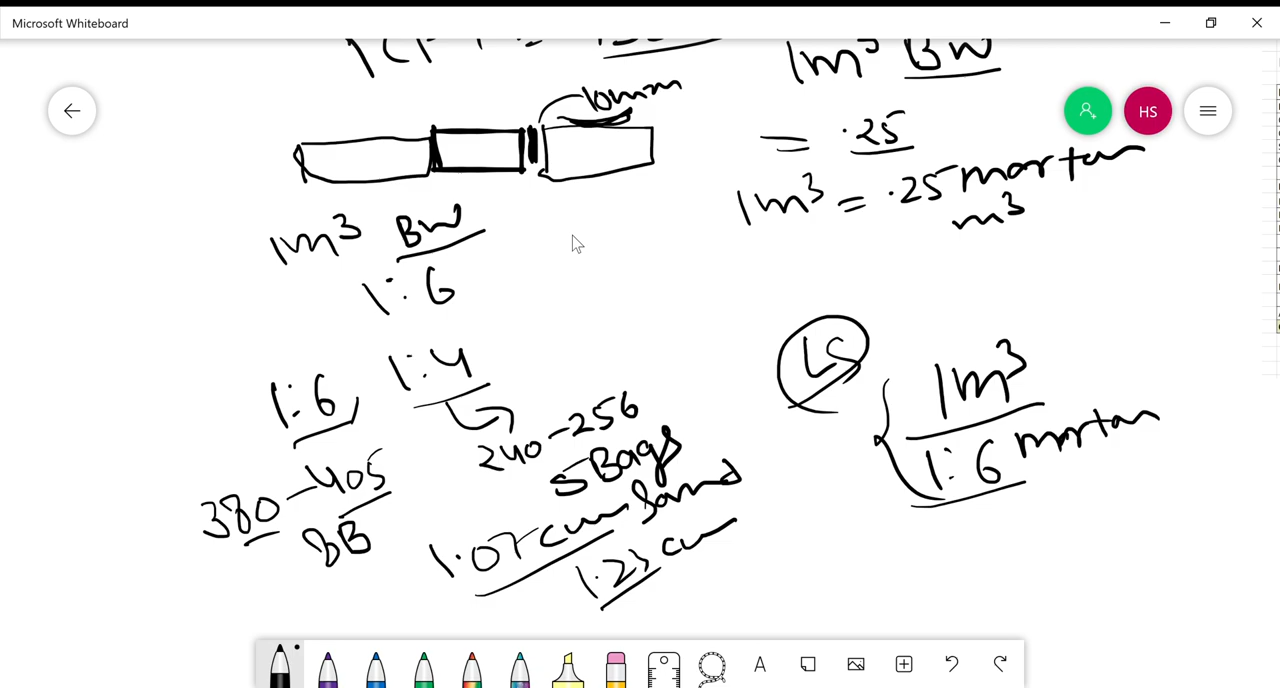 Microsoft Whiteboard
HS
1m³ BW
10mm
= .25
1m³ = .25 mortar
m³
1m³ BW
1:6
1:4
1:6
240-256
5 Bags
380-405
BB
1.07 cum sand
1.23 cum
LS
1m³
1:6 mortar
A